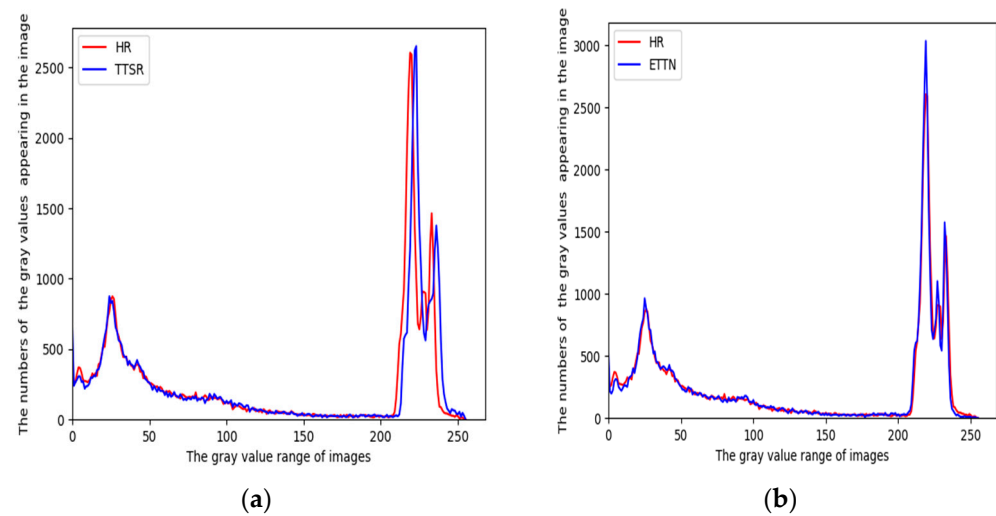 The numbers of the gray values appearing in the image
HR
TTSR
2500
2000
1500
1000
500
0
0 50 100 150 200 250
The gray value range of images
(a)
The numbers of the gray values appearing in the image
HR
ETTN
3000
2500
2000
1500
1000
500
0
0 50 100 150 200 250
The gray value range of images
(b)